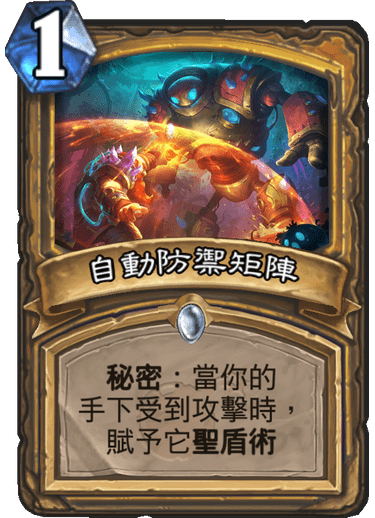 1
自動防禦矩陣
秘密：當你的
手下受到攻擊時，
賦予它聖盾術